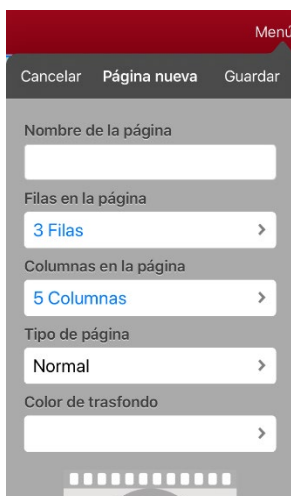 Menú
Cancelar Página nueva Guardar
Nombre de la página
Filas en la página
3 Filas
Columnas en la página
5 Columnas
Tipo de página
Normal
Color de trasfondo